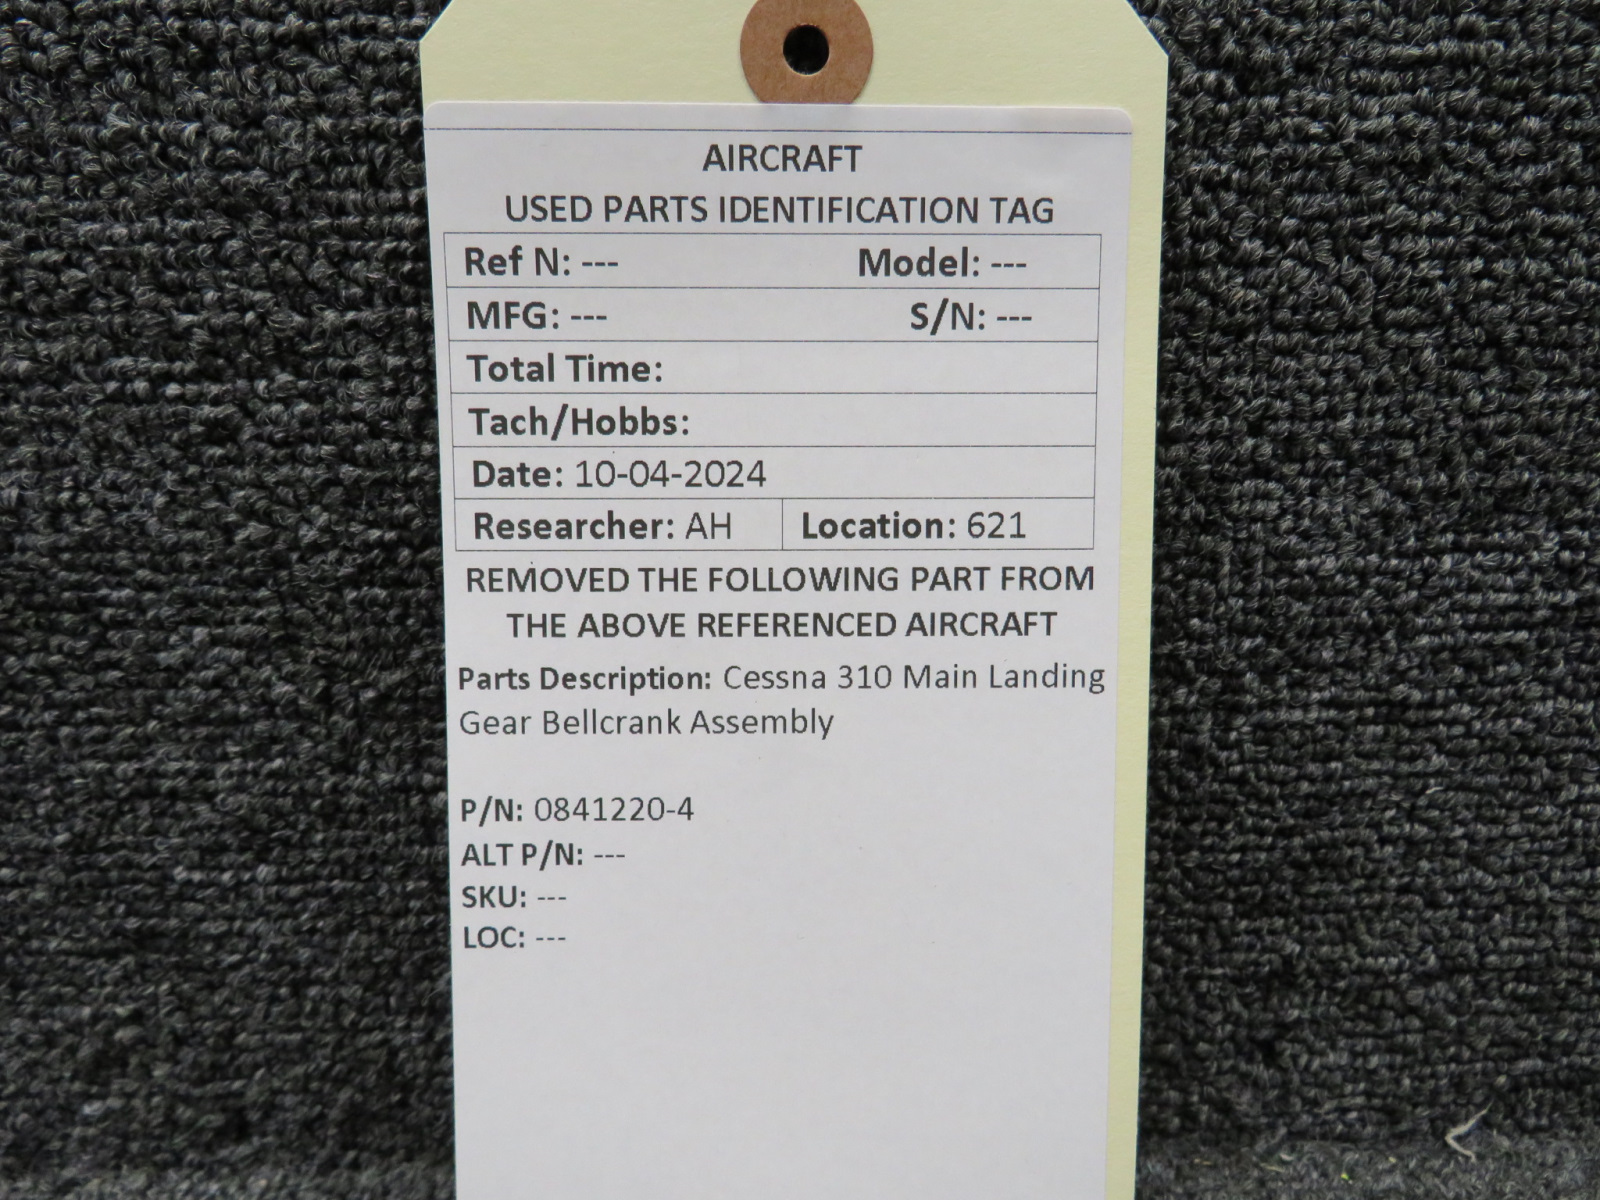 AIRCRAFT
USED PARTS IDENTIFICATION TAG
Ref N: --- Model: ---
MFG: --- S/N: ---
Total Time:
Tach/Hobbs:
Date: 10-04-2024
Researcher: AH Location: 621
REMOVED THE FOLLOWING PART FROM
THE ABOVE REFERENCED AIRCRAFT
Parts Description: Cessna 310 Main Landing
Gear Bellcrank Assembly
P/N: 0841220-4
ALT P/N: ---
SKU: ---
LOC: ---